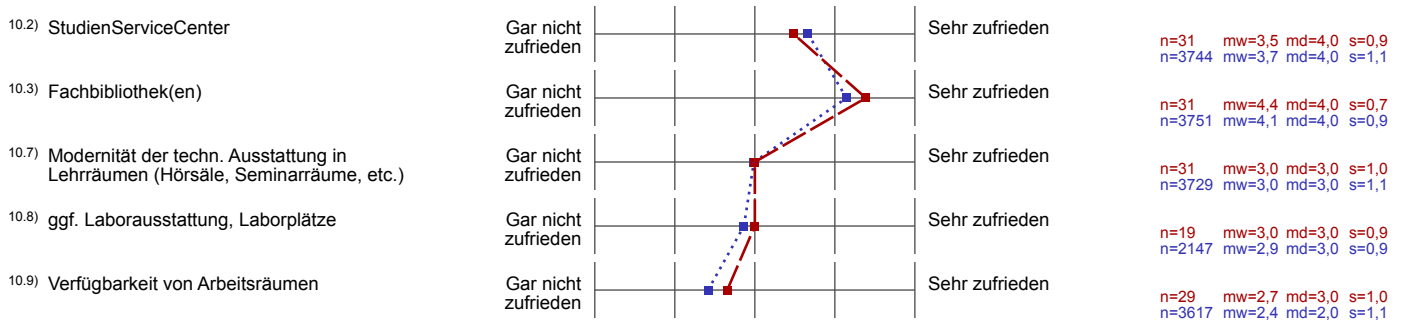 10.2) StudienServiceCenter
Gar nicht
zufrieden
Sehr zufrieden
n=31 mw=3,5 md=4,0 s=0,9
n=3744 mw=3,7 md=4,0 s=1,1
10.3) Fachbibliothek(en)
Gar nicht
zufrieden
Sehr zufrieden
n=31 mw=4,4 md=4,0 s=0,7
n=3751 mw=4,1 md=4,0 s=0,9
10.7) Modernität der techn. Ausstattung in
Lehrräumen (Hörsäle, Seminarräume, etc.)
Gar nicht
zufrieden
Sehr zufrieden
n=31 mw=3,0 md=3,0 s=1,0
n=3729 mw=3,0 md=3,0 s=1,1
10.8) ggf. Laborausstattung, Laborplätze
Gar nicht
zufrieden
Sehr zufrieden
n=19 mw=3,0 md=3,0 s=0,9
n=2147 mw=2,9 md=3,0 s=0,9
10.9) Verfügbarkeit von Arbeitsräumen
Gar nicht
zufrieden
Sehr zufrieden
n=29 mw=2,7 md=3,0 s=1,0
n=3617 mw=2,4 md=2,0 s=1,1